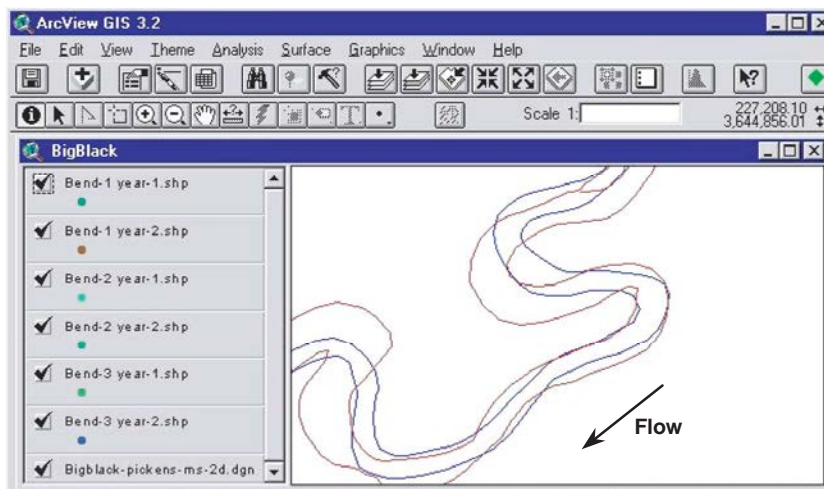 ArcView GIS 3.2
File Edit View Theme Analysis Surface Graphics Window Help
Scale 1:
227,208.10
3,644,856.01
BigBlack
Bend-1 year-1.shp
Bend-1 year-2.shp
Bend-2 year-1.shp
Bend-2 year-2.shp
Bend-3 year-1.shp
Bend-3 year-2.shp
Bigblack-pickens-ms-2d.dgn
Flow